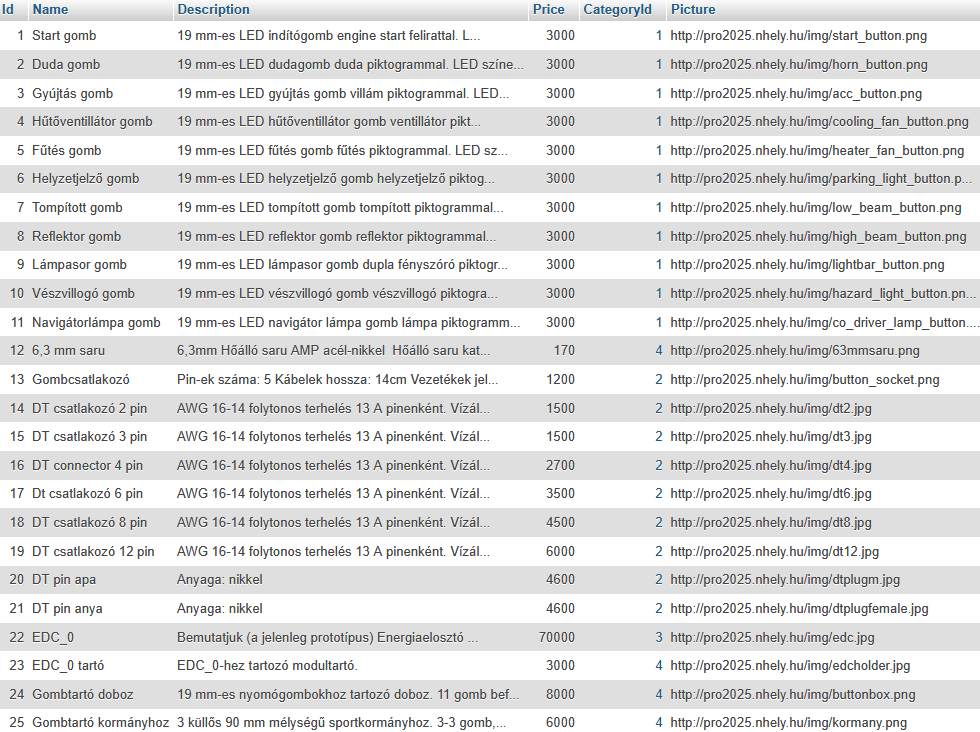 Id Name Description Price CategoryId Picture
1 Start gomb 19 mm-es LED indítógomb engine start felirattal. L... 3000 1 http://pro2025.nhely.hu/img/start_button.png
2 Duda gomb 19 mm-es LED dudagomb duda piktogrammal. LED színe... 3000 1 http://pro2025.nhely.hu/img/horn_button.png
3 Gyújtás gomb 19 mm-es LED gyújtás gomb villám piktogrammal. LED... 3000 1 http://pro2025.nhely.hu/img/acc_button.png
4 Hűtőventillátor gomb 19 mm-es LED hűtőventillátor gomb ventillátor pikt... 3000 1 http://pro2025.nhely.hu/img/cooling_fan_button.png
5 Fűtés gomb 19 mm-es LED fűtés gomb fűtés piktogrammal. LED sz... 3000 1 http://pro2025.nhely.hu/img/heater_fan_button.png
6 Helyzetjelző gomb 19 mm-es LED helyzetjelző gomb helyzetjelző piktog... 3000 1 http://pro2025.nhely.hu/img/parking_light_button.p...
7 Tompított gomb 19 mm-es LED tompított gomb tompított piktogrammal... 3000 1 http://pro2025.nhely.hu/img/low_beam_button.png
8 Reflektor gomb 19 mm-es LED reflektor gomb reflektor piktogrammal... 3000 1 http://pro2025.nhely.hu/img/high_beam_button.png
9 Lámpasor gomb 19 mm-es LED lámpasor gomb dupla fényszóró piktogr... 3000 1 http://pro2025.nhely.hu/img/lightbar_button.png
10 Vészvillogó gomb 19 mm-es LED vészvillogó gomb vészvillogó piktogra... 3000 1 http://pro2025.nhely.hu/img/hazard_light_button.pn...
11 Navigátorlámpa gomb 19 mm-es LED navigátor lámpa gomb lámpa piktogramm... 3000 1 http://pro2025.nhely.hu/img/co_driver_lamp_button....
12 6,3 mm saru 6,3mm Hőálló saru AMP acél-nikkel  Hőálló saru kat... 170 4 http://pro2025.nhely.hu/img/63mmsaru.png
13 Gombcsatlakozó Pin-ek száma: 5 Kábelek hossza: 14cm Vezetékek jel... 1200 2 http://pro2025.nhely.hu/img/button_socket.png
14 DT csatlakozó 2 pin AWG 16-14 folytonos terhelés 13 A pinenként. Vízál... 1500 2 http://pro2025.nhely.hu/img/dt2.jpg
15 DT csatlakozó 3 pin AWG 16-14 folytonos terhelés 13 A pinenként. Vízál... 1500 2 http://pro2025.nhely.hu/img/dt3.jpg
16 DT connector 4 pin AWG 16-14 folytonos terhelés 13 A pinenként. Vízál... 2700 2 http://pro2025.nhely.hu/img/dt4.jpg
17 Dt csatlakozó 6 pin AWG 16-14 folytonos terhelés 13 A pinenként. Vízál... 3500 2 http://pro2025.nhely.hu/img/dt6.jpg
18 DT csatlakozó 8 pin AWG 16-14 folytonos terhelés 13 A pinenként. Vízál... 4500 2 http://pro2025.nhely.hu/img/dt8.jpg
19 DT csatlakozó 12 pin AWG 16-14 folytonos terhelés 13 A pinenként. Vízál... 6000 2 http://pro2025.nhely.hu/img/dt12.jpg
20 DT pin apa Anyaga: nikkel 4600 2 http://pro2025.nhely.hu/img/dtplugm.jpg
21 DT pin anya Anyaga: nikkel 4600 2 http://pro2025.nhely.hu/img/dtplugfemale.jpg
22 EDC_0 Bemutatjuk (a jelenleg prototípus) Energiaelosztó ... 70000 3 http://pro2025.nhely.hu/img/edc.jpg
23 EDC_0 tartó EDC_0-hez tartozó modultartó. 3000 4 http://pro2025.nhely.hu/img/edcholder.jpg
24 Gombtartó doboz 19 mm-es nyomógombokhoz tartozó doboz. 11 gomb bef... 8000 4 http://pro2025.nhely.hu/img/buttonbox.png
25 Gombtartó kormányhoz 3 küllős 90 mm mélységű sportkormányhoz. 3-3 gomb,... 6000 4 http://pro2025.nhely.hu/img/kormany.png